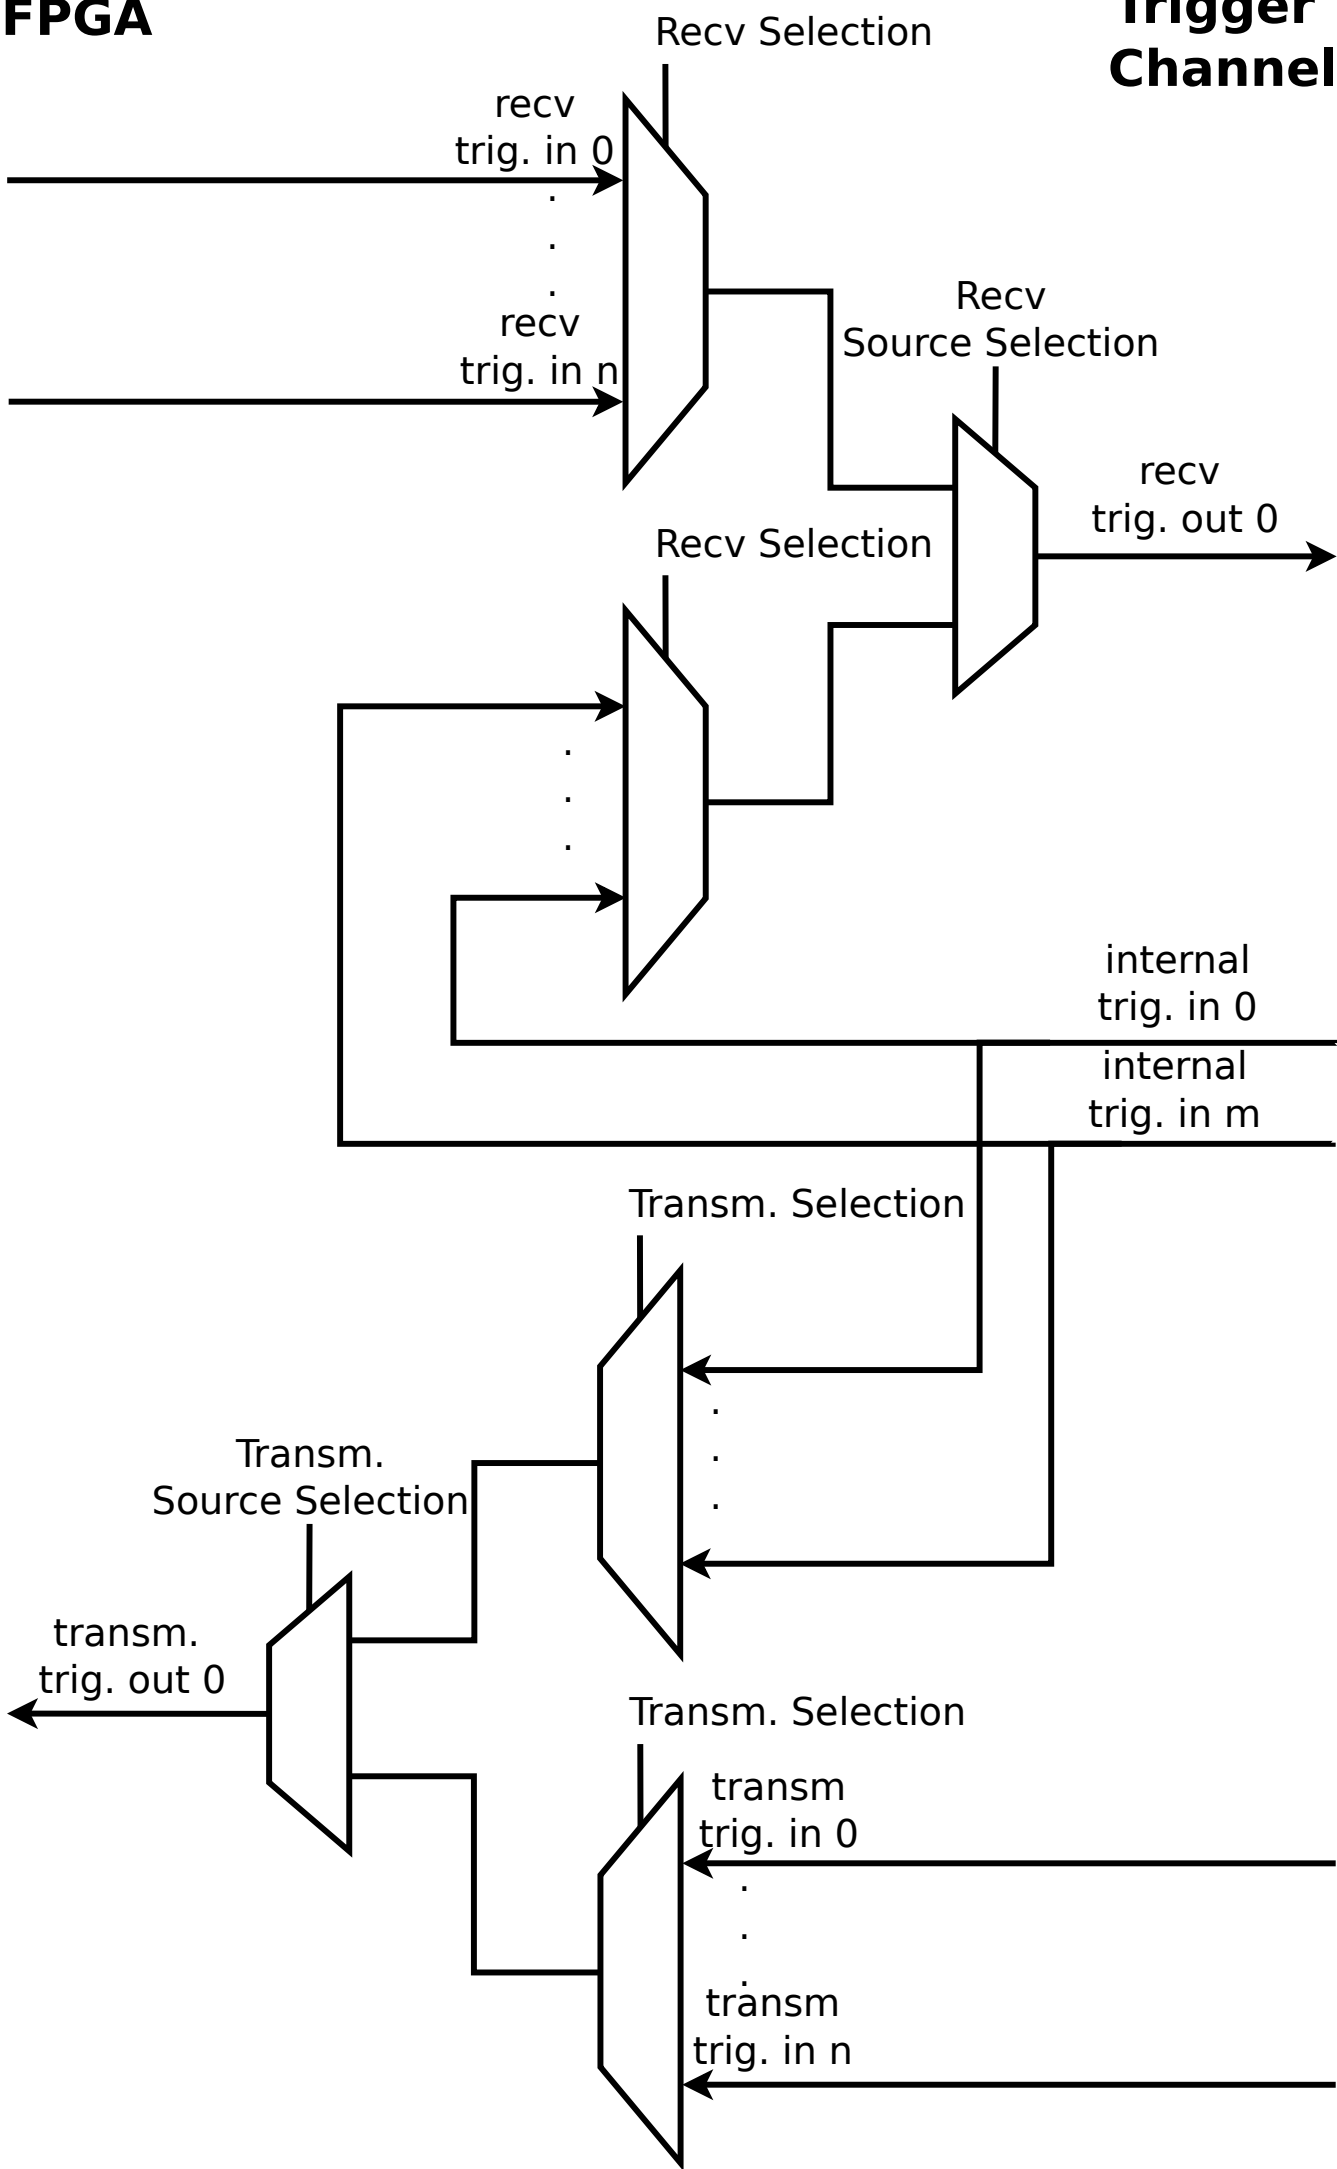 FPGA
Trigger
Channel
Recv Selection
recv
trig. in 0
.
.
.
recv
trig. in n
Recv
Source Selection
recv
trig. out 0
Recv Selection
.
.
.
internal
trig. in 0
internal
trig. in m
Transm. Selection
.
.
.
Transm.
Source Selection
transm.
trig. out 0
Transm. Selection
transm
trig. in 0
.
.
.
transm
trig. in n